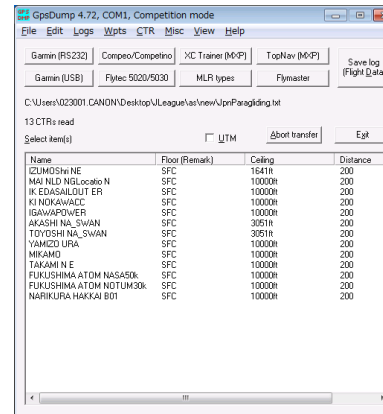 GpsDump 4.72, COM1, Competition mode
File Edit Logs Wpts CTR Misc View Help
Garmin (RS232) Compeo/Competino XC Trainer (MXP) TopNav (MXP) Save log (Flight Data)
Garmin (USB) Flytec 5020/5030 MLR types Flymaster
C:\Users\023001.CANON\Desktop\JLeague\as\new\JpnParagliding.txt
13 CTRs read
Select item(s) UTM Abort transfer Exit
Name Floor (Remark) Ceiling Distance
IZUMOShri NE SFC 1641ft 200
MAI NLD NGLocatio N SFC 10000ft 200
IK EDASAILOUT ER SFC 10000ft 200
KI NOKAWACC SFC 10000ft 200
IGAWAPOWER SFC 10000ft 200
AKASHI NA_SWAN SFC 3051ft 200
TOYOSHI NA_SWAN SFC 3051ft 200
YAMIZO URA SFC 10000ft 200
MIKAMO SFC 10000ft 200
TAKAMI N E SFC 10000ft 200
FUKUSHIMA ATOM NASA50k SFC 10000ft 200
FUKUSHIMA ATOM NOTUM30k SFC 10000ft 200
NARIKURA HAKKAI B01 SFC 10000ft 200